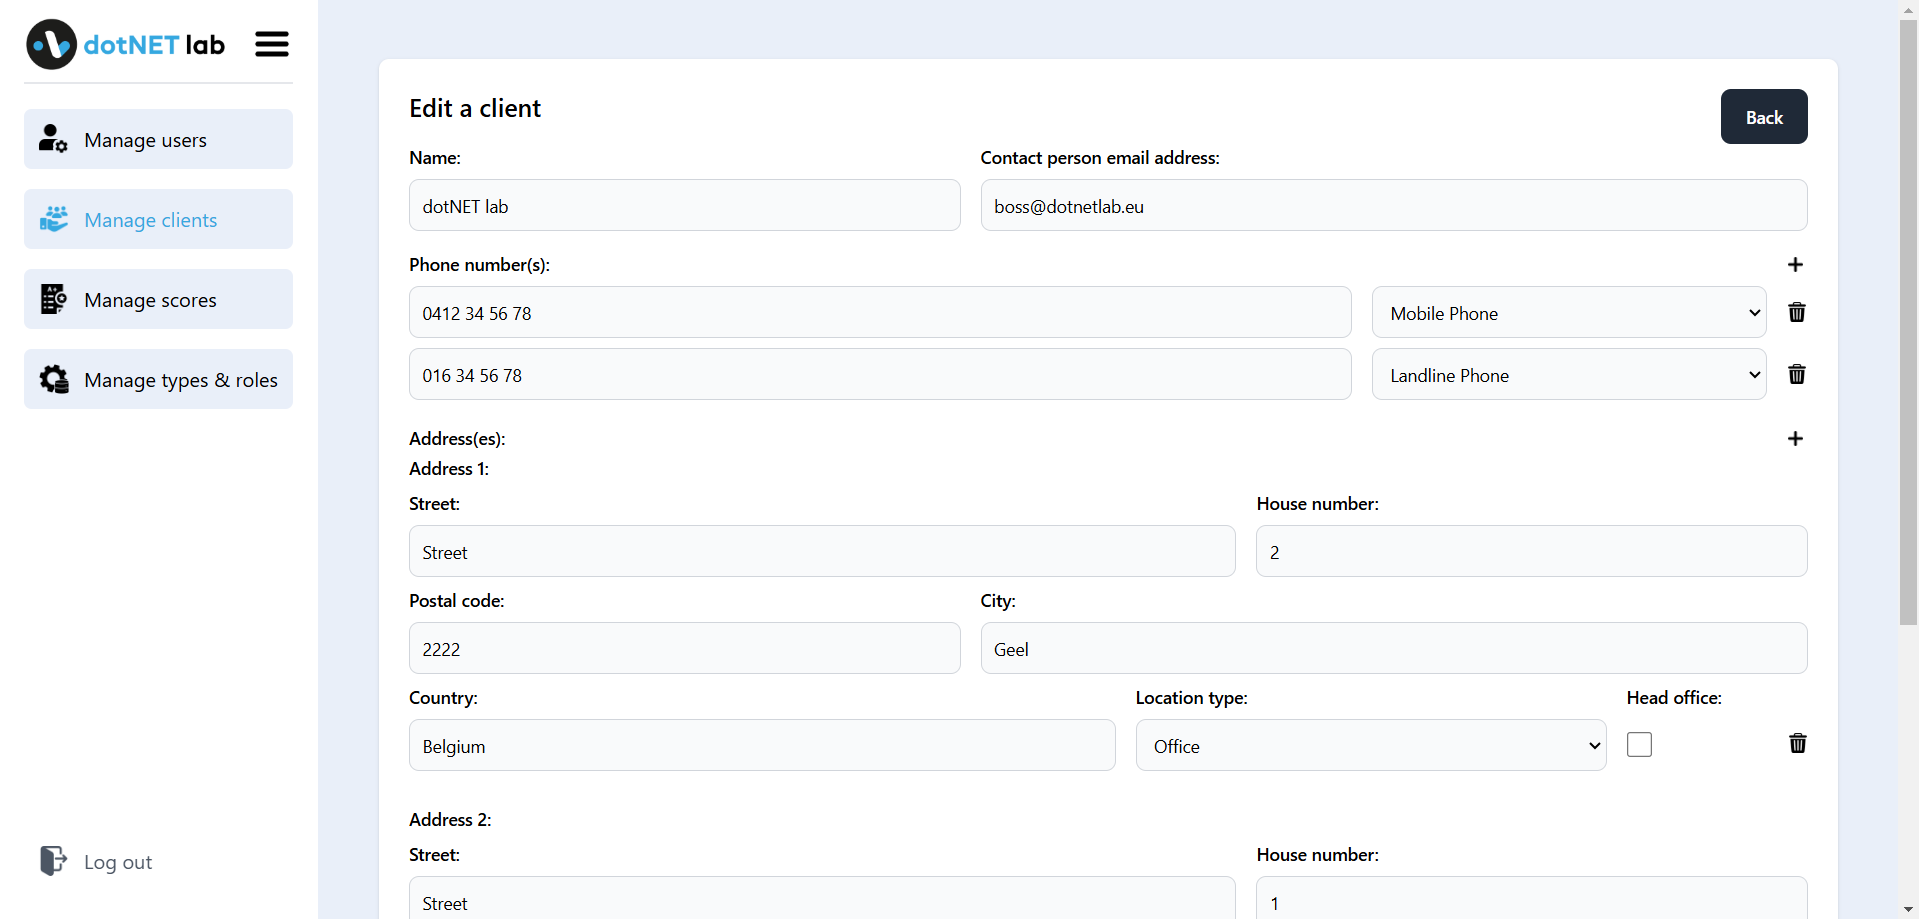 dotNET lab
Manage users
Manage clients
Manage scores
Manage types & roles
Log out
Edit a client
Back
Name:
Contact person email address:
dotNET lab
boss@dotnetlab.eu
Phone number(s):
0412 34 56 78
Mobile Phone
016 34 56 78
Landline Phone
Address(es):
Address 1:
Street:
House number:
Street
2
Postal code:
City:
2222
Geel
Country:
Location type:
Head office:
Belgium
Office
Address 2:
Street:
House number:
Street
1